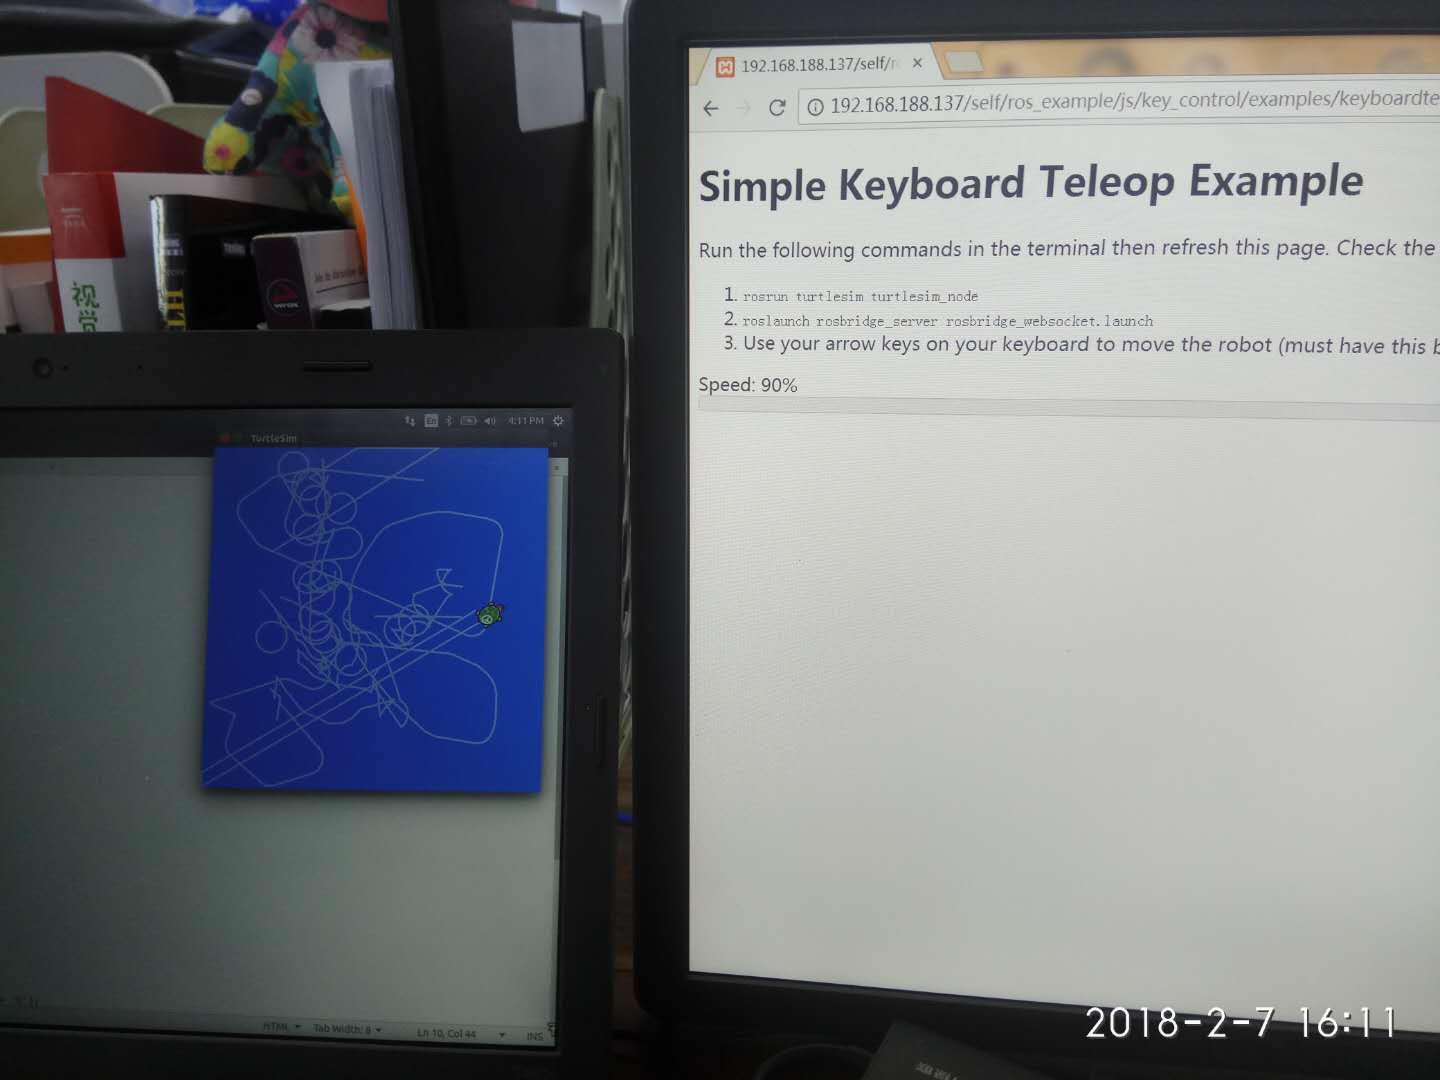 192.168.188.137/self/r
192.168.188.137/self/ros_example/js/key_control/examples/keyboardte
Simple Keyboard Teleop Example
Run the following commands in the terminal then refresh this page. Check the
1. rosrun turtlesim turtlesim_node
2. roslaunch rosbridge_server rosbridge_websocket.launch
3. Use your arrow keys on your keyboard to move the robot (must have this b
Speed: 90%
视觉
En
4:11 PM
TurtleSim
HTML
Tab Width: 8
Ln 10, Col 44
INS
2018-2-7 16:11